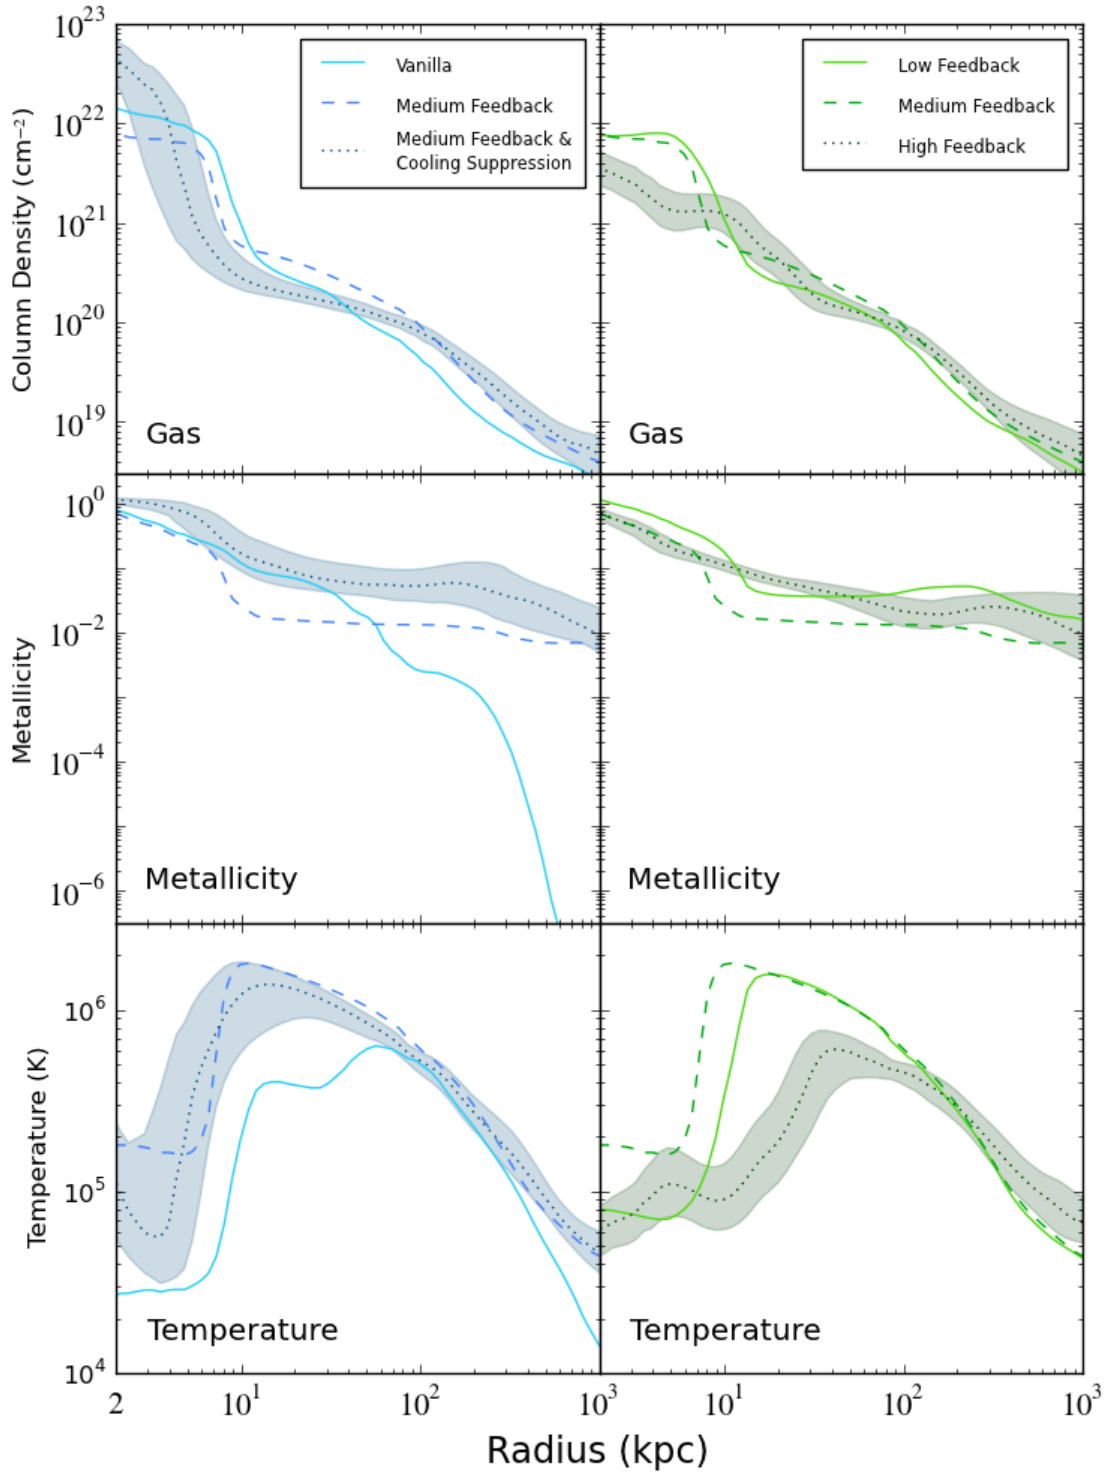 10²³
10²²
10²¹
10²⁰
10¹⁹
Column Density (cm⁻²)
Vanilla
Medium Feedback
Medium Feedback &
Cooling Suppression
Gas
Low Feedback
Medium Feedback
High Feedback
Gas
10⁰
10⁻²
10⁻⁴
10⁻⁶
Metallicity
Metallicity
Metallicity
10⁶
10⁵
10⁴
Temperature (K)
Temperature
Temperature
2
10¹
10²
10³
10¹
10²
10³
Radius (kpc)